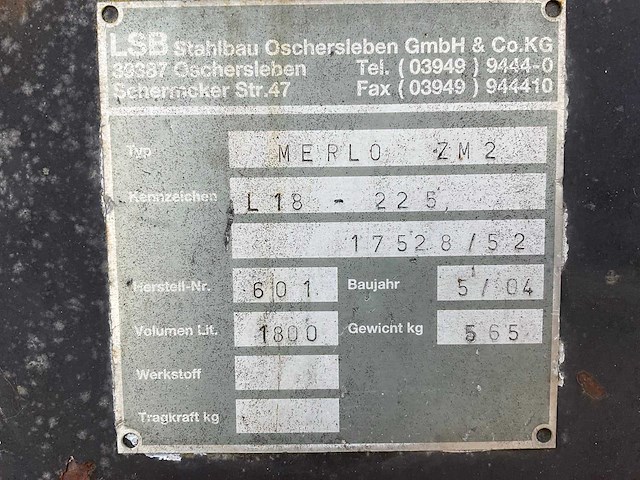 LSB Stahlbau Oschersleben GmbH & Co.KG
39387 Oschersleben Tel. ( 03949 ) 9444-0
Schermcker Str.47 Fax ( 03949 ) 944410
Typ MERLO ZM2
Kennzeichen L18 - 225,
17528/52
Herstell-Nr. 601 Baujahr 5/04
Volumen Lit. 1800 Gewicht kg 565
Werkstoff
Tragkraft kg